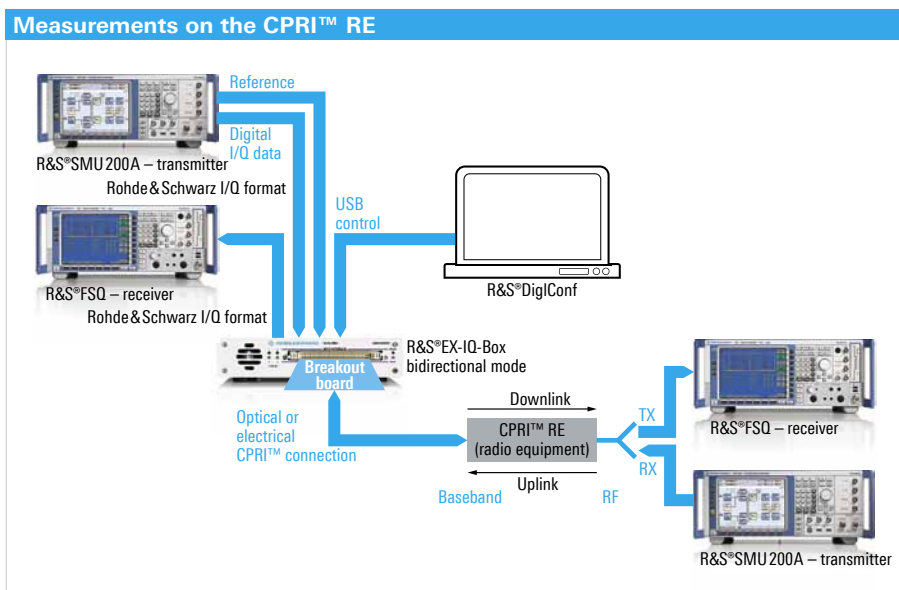 Measurements on the CPRI™ RE
Reference
Digital
I/Q data
R&S®SMU200A – transmitter
Rohde & Schwarz I/Q format
USB
control
R&S®DigIConf
R&S®FSQ – receiver
Rohde & Schwarz I/Q format
R&S®EX-IQ-Box
bidirectional mode
Breakout
board
Optical or
electrical
CPRI™ connection
Downlink
CPRI™ RE
(radio equipment)
Uplink
Baseband
RF
TX
RX
R&S®FSQ – receiver
R&S®SMU200A – transmitter